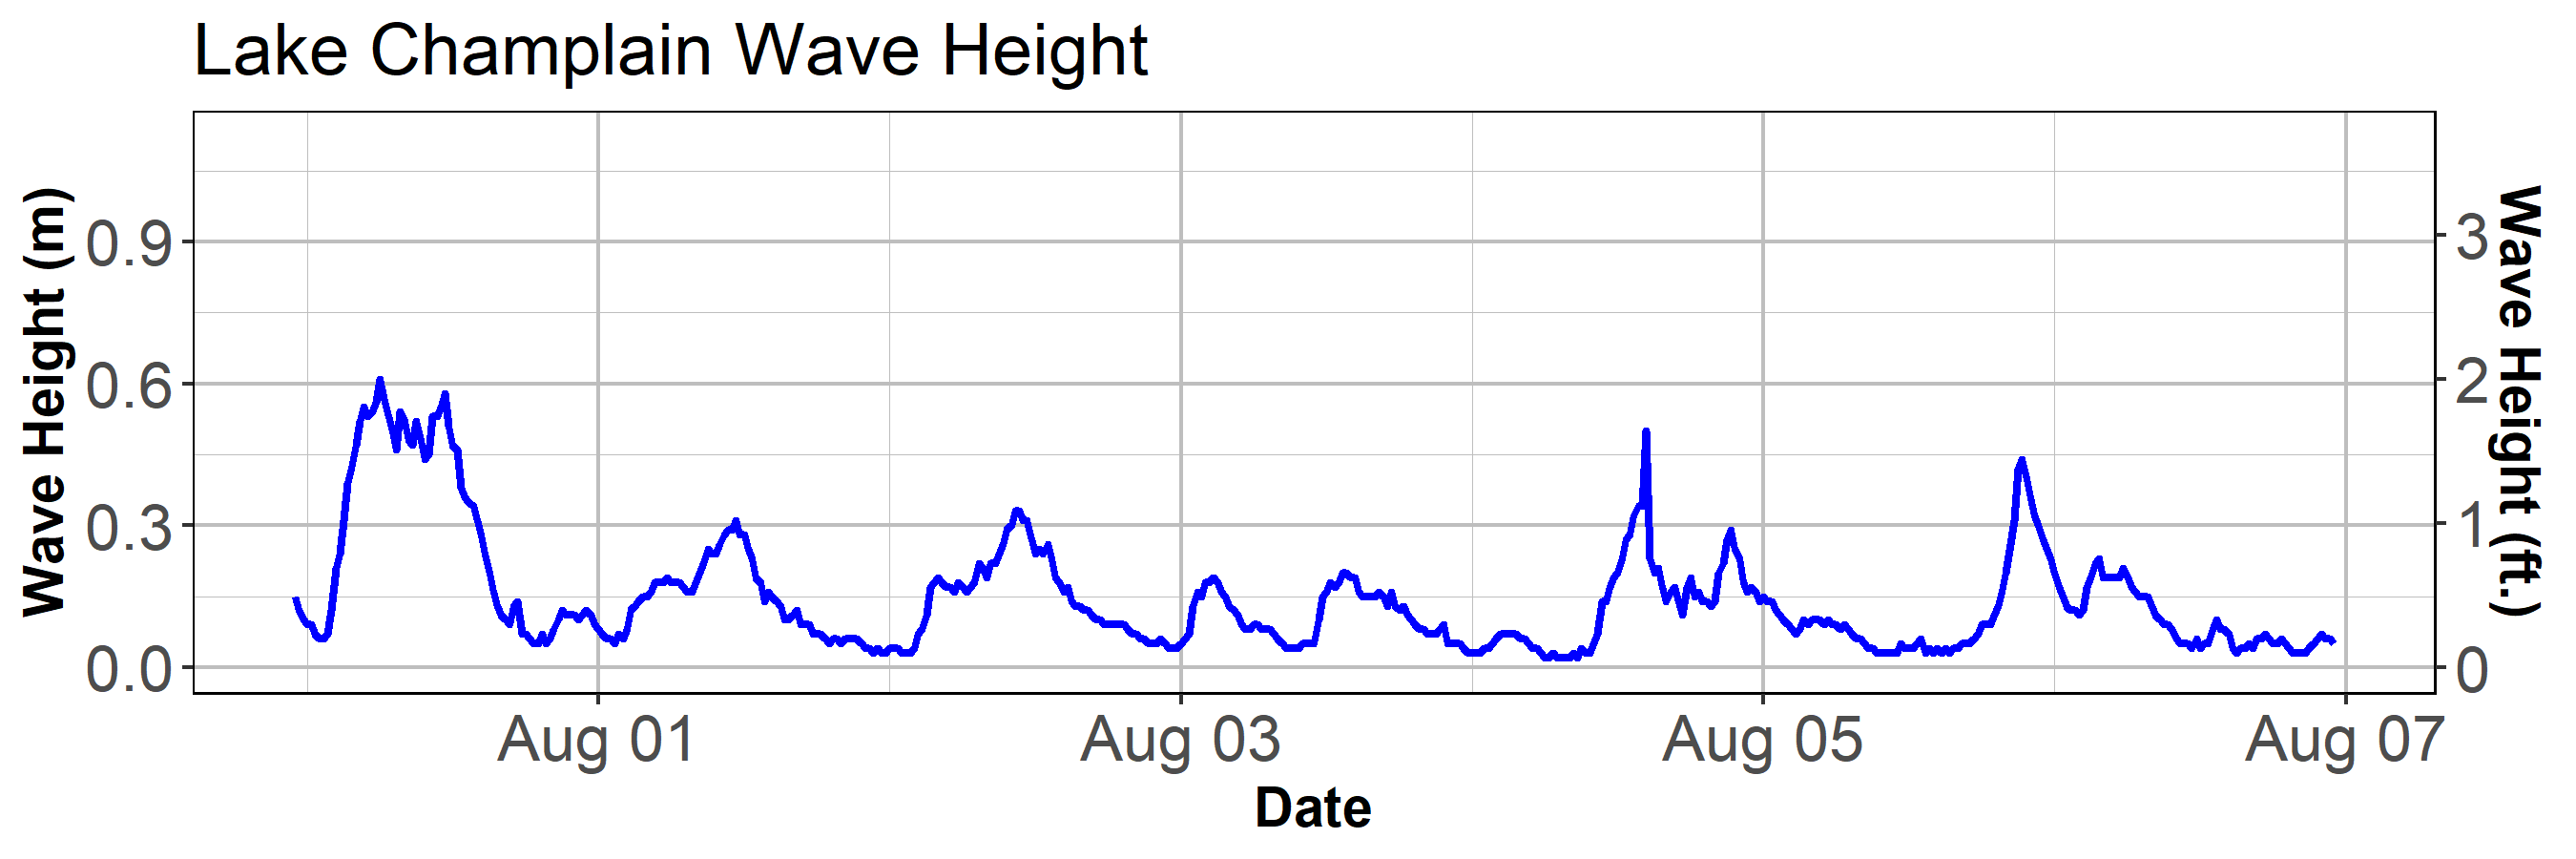 Lake Champlain Wave Height
Wave Height (m)
0.9
0.6
0.3
0.0
3
2
1
0
Wave Height (ft.)
Aug 01 Aug 03 Aug 05 Aug 07
Date